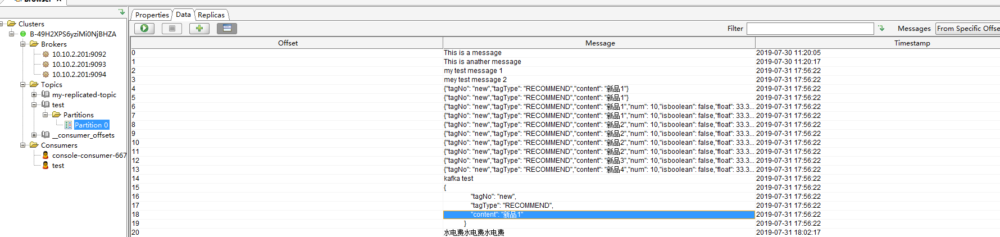 Browser
Clusters
B-49H2XPS6yziMi0NjBHZA
Brokers
10.10.2.201:9092
10.10.2.201:9093
10.10.2.201:9094
Topics
my-replicated-topic
test
Partitions
Partition 0
__consumer_offsets
Consumers
console-consumer-667
test
Properties Data Replicas
Filter Messages From Specific Offse
Offset Message Timestamp
0 This is a message 2019-07-30 11:20:05
1 This is anather message 2019-07-30 11:20:17
2 my test message 1 2019-07-31 17:56:22
3 mey test message 2 2019-07-31 17:56:22
4 {"tagNo": "new","tagType": "RECOMMEND","content": "新品1"} 2019-07-31 17:56:22
5 {"tagNo": "new","tagType": "RECOMMEND","content": "新品1"} 2019-07-31 17:56:22
6 {"tagNo": "new","tagType": "RECOMMEND","content": "新品1","num": 10,"isboolean": false,"float": 33.3... 2019-07-31 17:56:22
7 {"tagNo": "new","tagType": "RECOMMEND","content": "新品1","num": 10,"isboolean": false,"float": 33.3... 2019-07-31 17:56:22
8 {"tagNo": "new","tagType": "RECOMMEND","content": "新品2","num": 10,"isboolean": false,"float": 33.3... 2019-07-31 17:56:22
9 {"tagNo": "new","tagType": "RECOMMEND","content": "新品2","num": 10,"isboolean": false,"float": 33.3... 2019-07-31 17:56:22
10 {"tagNo": "new","tagType": "RECOMMEND","content": "新品2","num": 10,"isboolean": false,"float": 33.3... 2019-07-31 17:56:22
11 {"tagNo": "new","tagType": "RECOMMEND","content": "新品2","num": 10,"isboolean": false,"float": 33.3... 2019-07-31 17:56:22
12 {"tagNo": "new","tagType": "RECOMMEND","content": "新品3","num": 10,"isboolean": false,"float": 33.3... 2019-07-31 17:56:22
13 {"tagNo": "new","tagType": "RECOMMEND","content": "新品4","num": 10,"isboolean": false,"float": 33.3... 2019-07-31 17:56:22
14 kafka test 2019-07-31 17:56:22
15 { 2019-07-31 17:56:22
16 "tagNo": "new", 2019-07-31 17:56:22
17 "tagType": "RECOMMEND", 2019-07-31 17:56:22
18 "content": "新品1" 2019-07-31 17:56:22
19 } 2019-07-31 17:56:22
20 水电费水电费水电费 2019-07-31 18:02:17